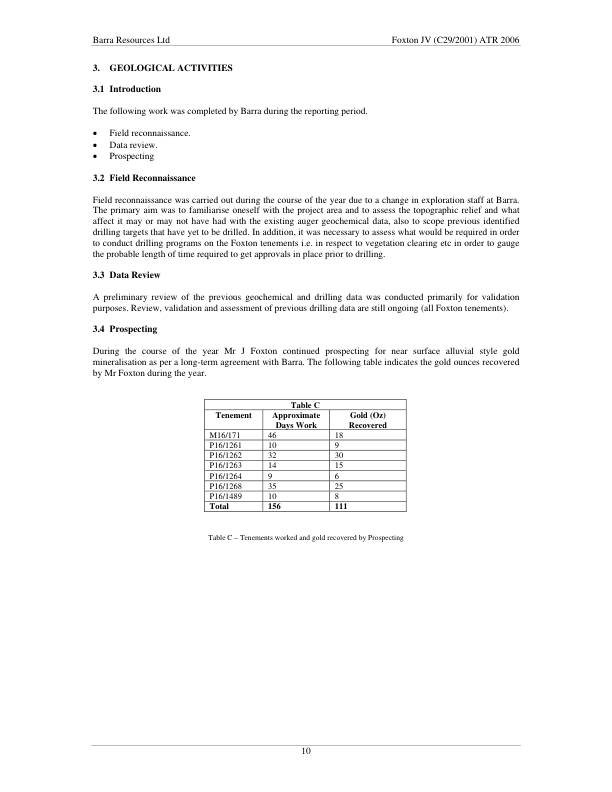 Barra Resources Ltd Foxton JV (C29/2001) ATR 2006
3. GEOLOGICAL ACTIVITIES
3.1 Introduction
The following work was completed by Barra during the reporting period.
• Field reconnaissance.
• Data review.
• Prospecting
3.2 Field Reconnaissance
Field reconnaissance was carried out during the course of the year due to a change in exploration staff at Barra.
The primary aim was to familiarise oneself with the project area and to assess the topographic relief and what
affect it may or may not have had with the existing auger geochemical data, also to scope previous identified
drilling targets that have yet to be drilled. In addition, it was necessary to assess what would be required in order
to conduct drilling programs on the Foxton tenements i.e. in respect to vegetation clearing etc in order to gauge
the probable length of time required to get approvals in place prior to drilling.
3.3 Data Review
A preliminary review of the previous geochemical and drilling data was conducted primarily for validation
purposes. Review, validation and assessment of previous drilling data are still ongoing (all Foxton tenements).
3.4 Prospecting
During the course of the year Mr J Foxton continued prospecting for near surface alluvial style gold
mineralisation as per a long-term agreement with Barra. The following table indicates the gold ounces recovered
by Mr Foxton during the year.
Table C
Tenement Approximate Gold (Oz)
Days Work Recovered
M16/171 46 18
P16/1261 10 9
P16/1262 32 30
P16/1263 14 15
P16/1264 9 6
P16/1268 35 25
P16/1489 10 8
Total 156 111
Table C – Tenements worked and gold recovered by Prospecting
10